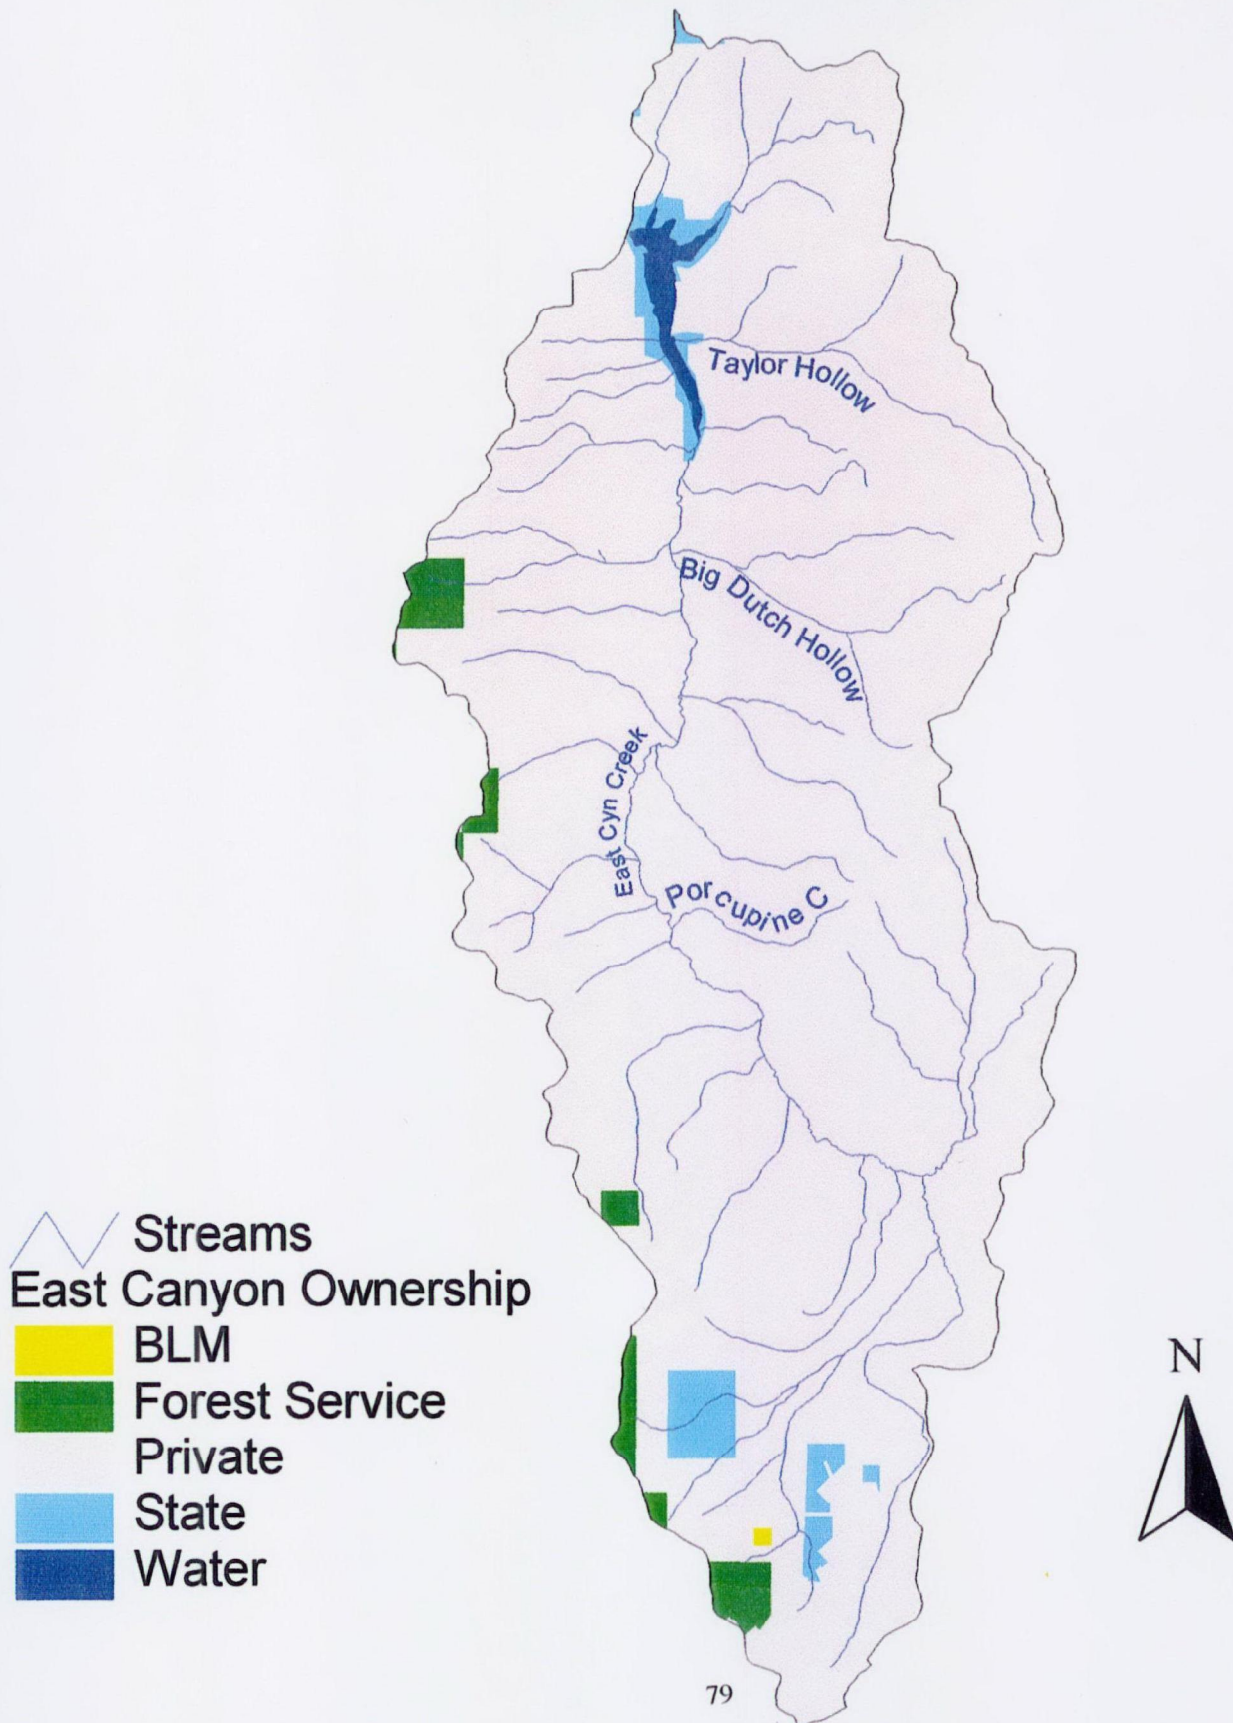 Taylor Hollow
Big Dutch Hollow
East Cyn Creek
Porcupine C
Streams
East Canyon Ownership
BLM
Forest Service
Private
State
Water
N
79